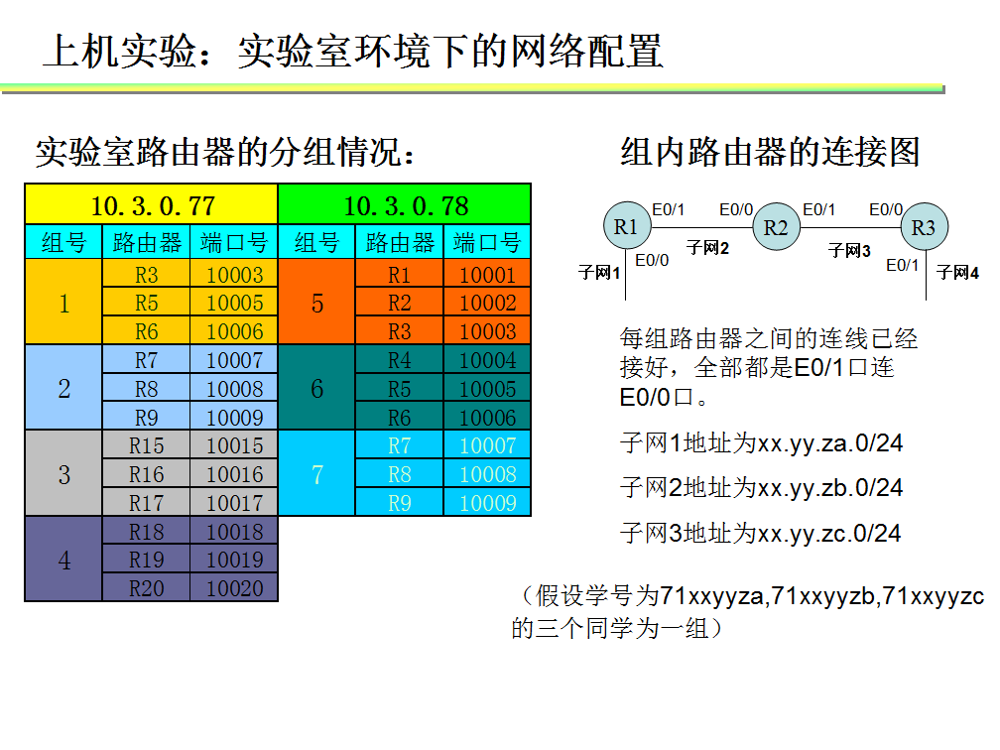 上机实验：实验室环境下的网络配置
实验室路由器的分组情况：
10.3.0.77 10.3.0.78
组号 路由器 端口号 组号 路由器 端口号
1 R3 10003 5 R1 10001
R5 10005 R2 10002
R6 10006 R3 10003
2 R7 10007 6 R4 10004
R8 10008 R5 10005
R9 10009 R6 10006
3 R15 10015 7 R7 10007
R16 10016 R8 10008
R17 10017 R9 10009
4 R18 10018
R19 10019
R20 10020
组内路由器的连接图
R1 E0/1 E0/0 R2 E0/1 E0/0 R3
子网2 子网3
子网1 E0/0 E0/1 子网4
每组路由器之间的连线已经
接好，全部都是E0/1口连
E0/0口。
子网1地址为xx.yy.za.0/24
子网2地址为xx.yy.zb.0/24
子网3地址为xx.yy.zc.0/24
（假设学号为71xxyyza,71xxyyzb,71xxyyzc
的三个同学为一组）